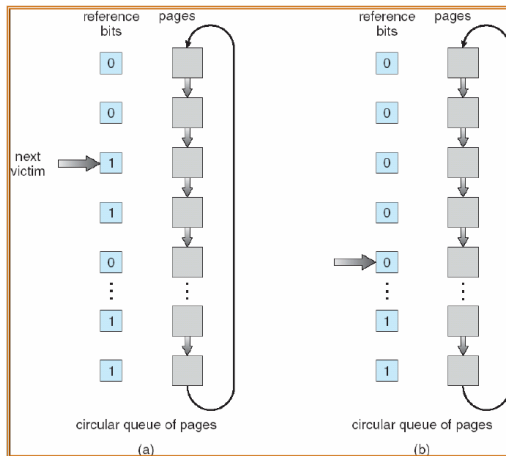 reference pages
bits
0
0
next
victim
1
1
0
1
1
circular queue of pages
(a)
reference pages
bits
0
0
0
0
0
1
1
circular queue of pages
(b)